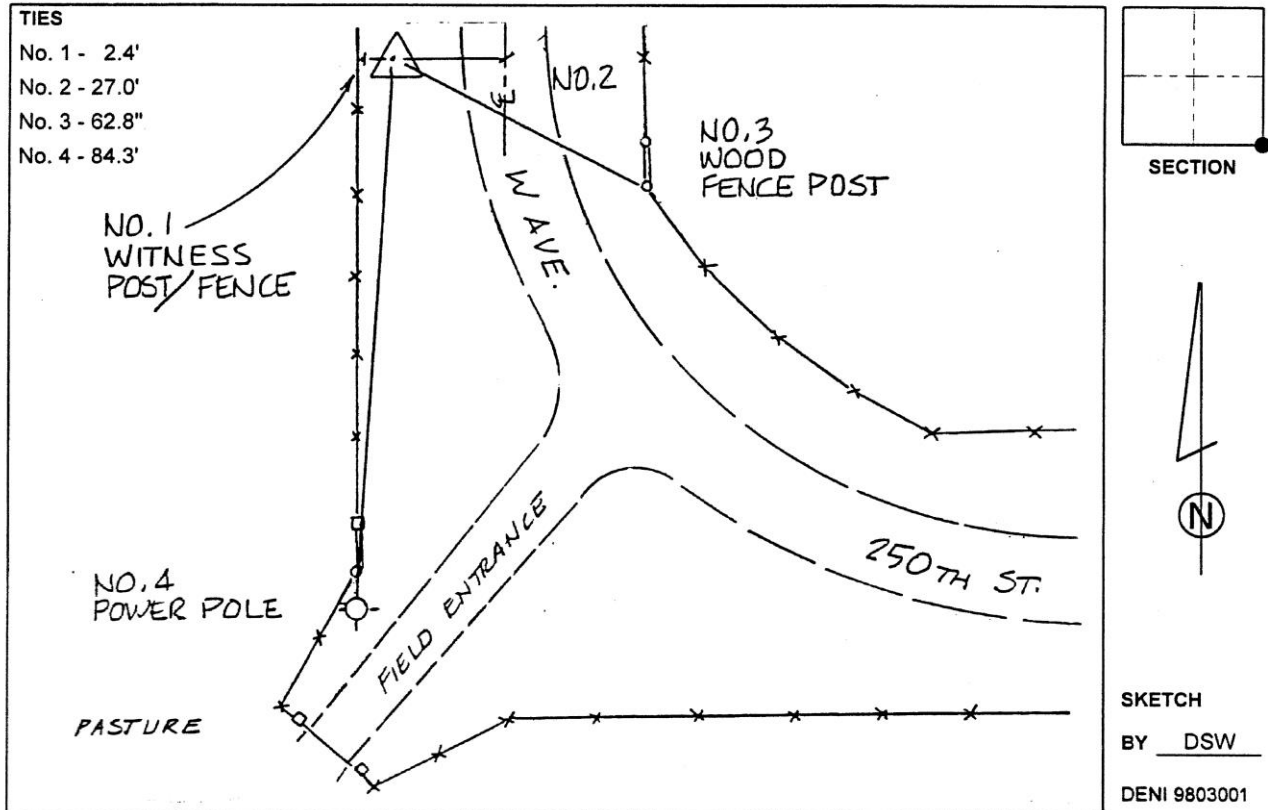 TIES
No. 1 - 2.4'
No. 2 - 27.0'
No. 3 - 62.8"
No. 4 - 84.3'
NO. 1
WITNESS
POST/FENCE
NO.2
NO.3
WOOD
FENCE POST
W AVE.
NO.4
POWER POLE
FIELD ENTRANCE
250TH ST.
PASTURE
SECTION
N
SKETCH
BY DSW
DENI 9803001